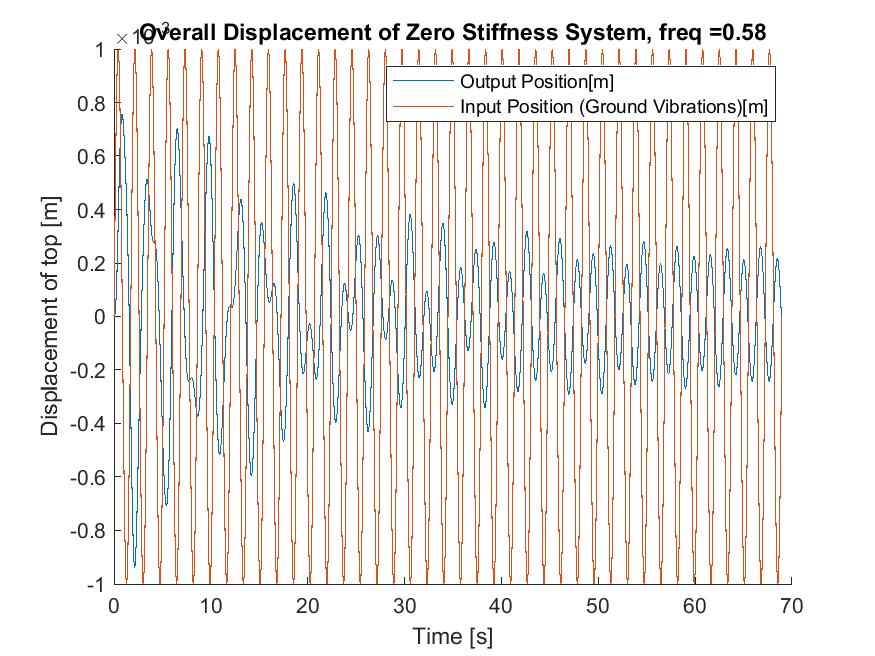 ×10⁻³
Overall Displacement of Zero Stiffness System, freq =0.58
Output Position[m]
Input Position (Ground Vibrations)[m]
Displacement of top [m]
1
0.8
0.6
0.4
0.2
0
-0.2
-0.4
-0.6
-0.8
-1
0 10 20 30 40 50 60 70
Time [s]